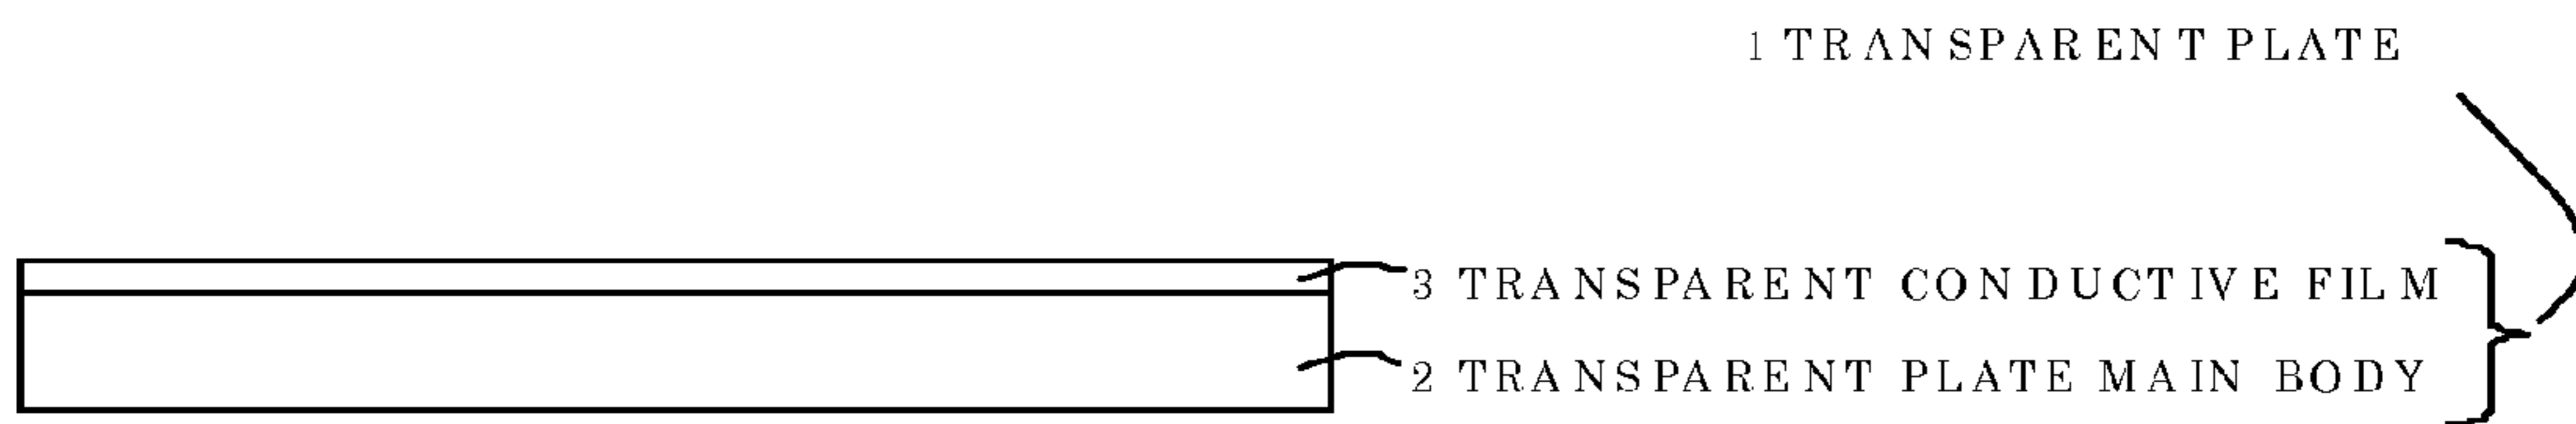 1 TRANSPARENT PLATE
3 TRANSPARENT CONDUCTIVE FILM
2 TRANSPARENT PLATE MAIN BODY